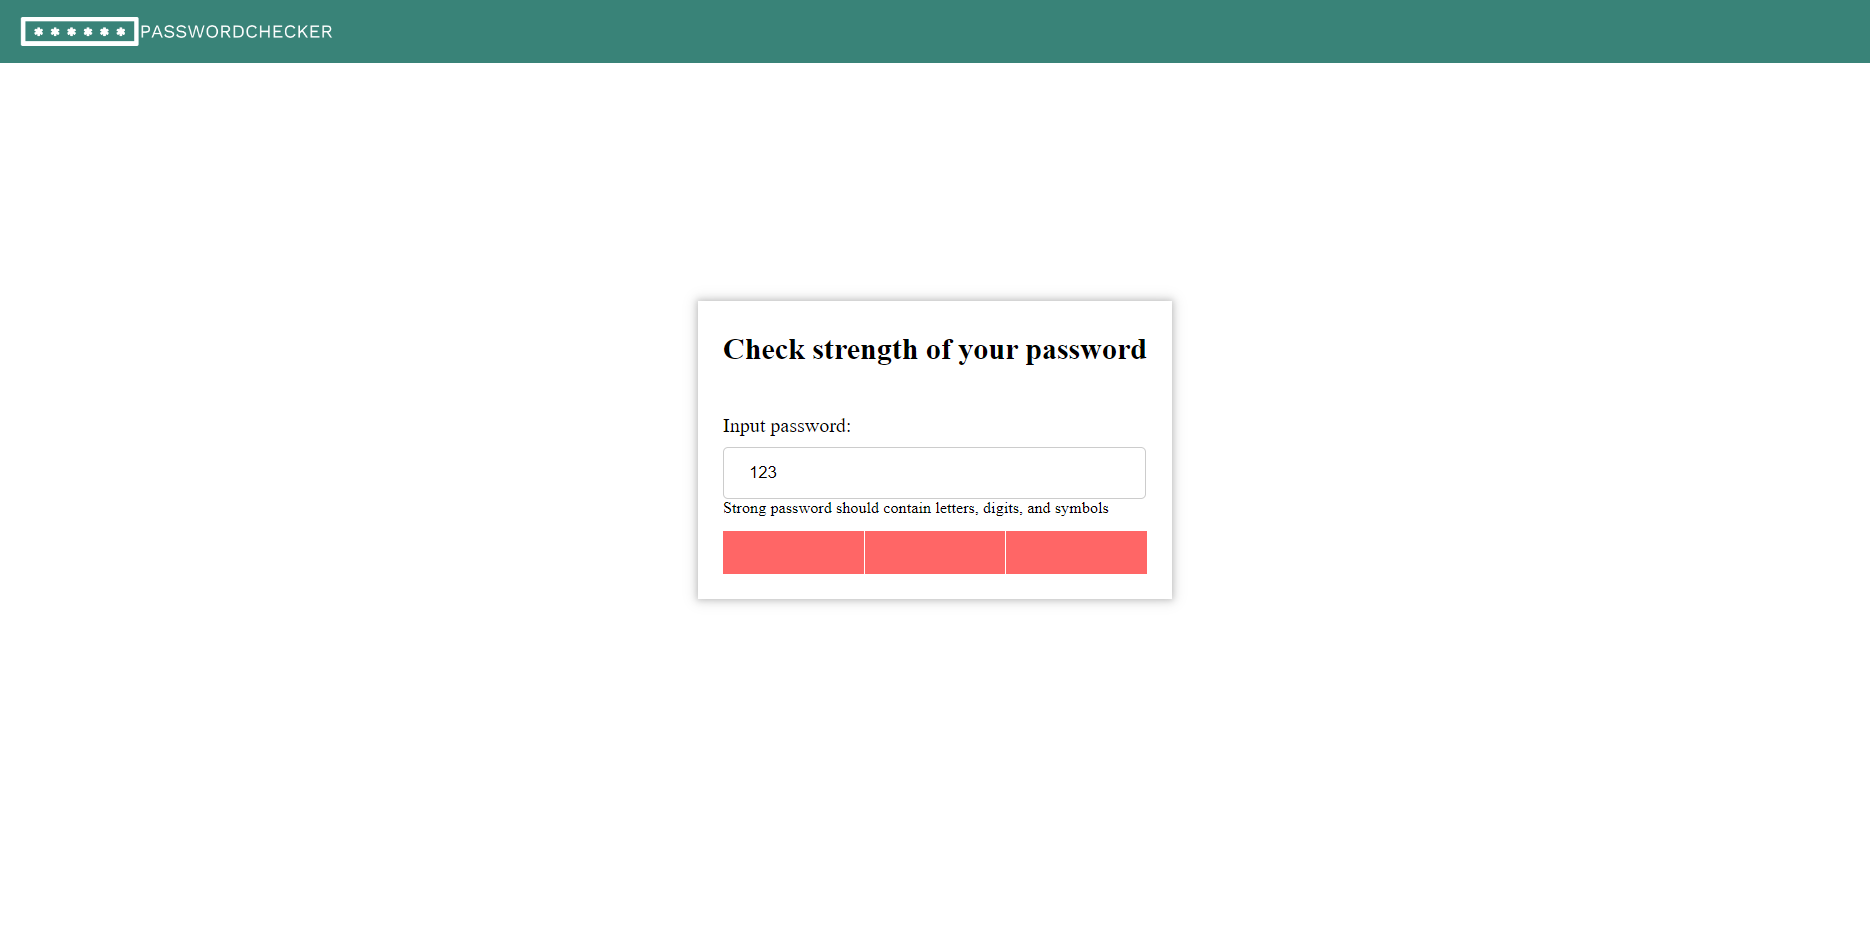 ******PASSWORDCHECKER
Check strength of your password
Input password:
123
Strong password should contain letters, digits, and symbols